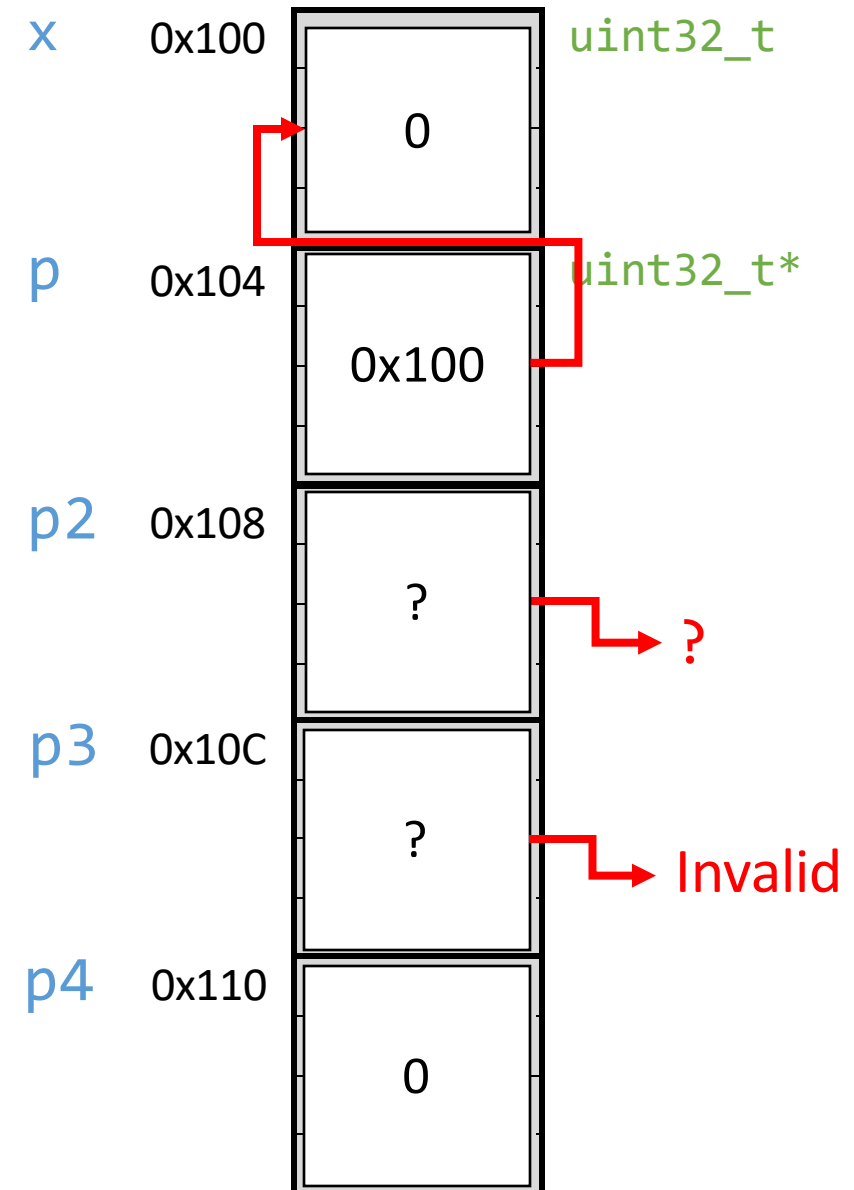 x 0x100 uint32_t
0
p 0x104 uint32_t*
0x100
p2 0x108
?
?
p3 0x10C
?
Invalid
p4 0x110
0